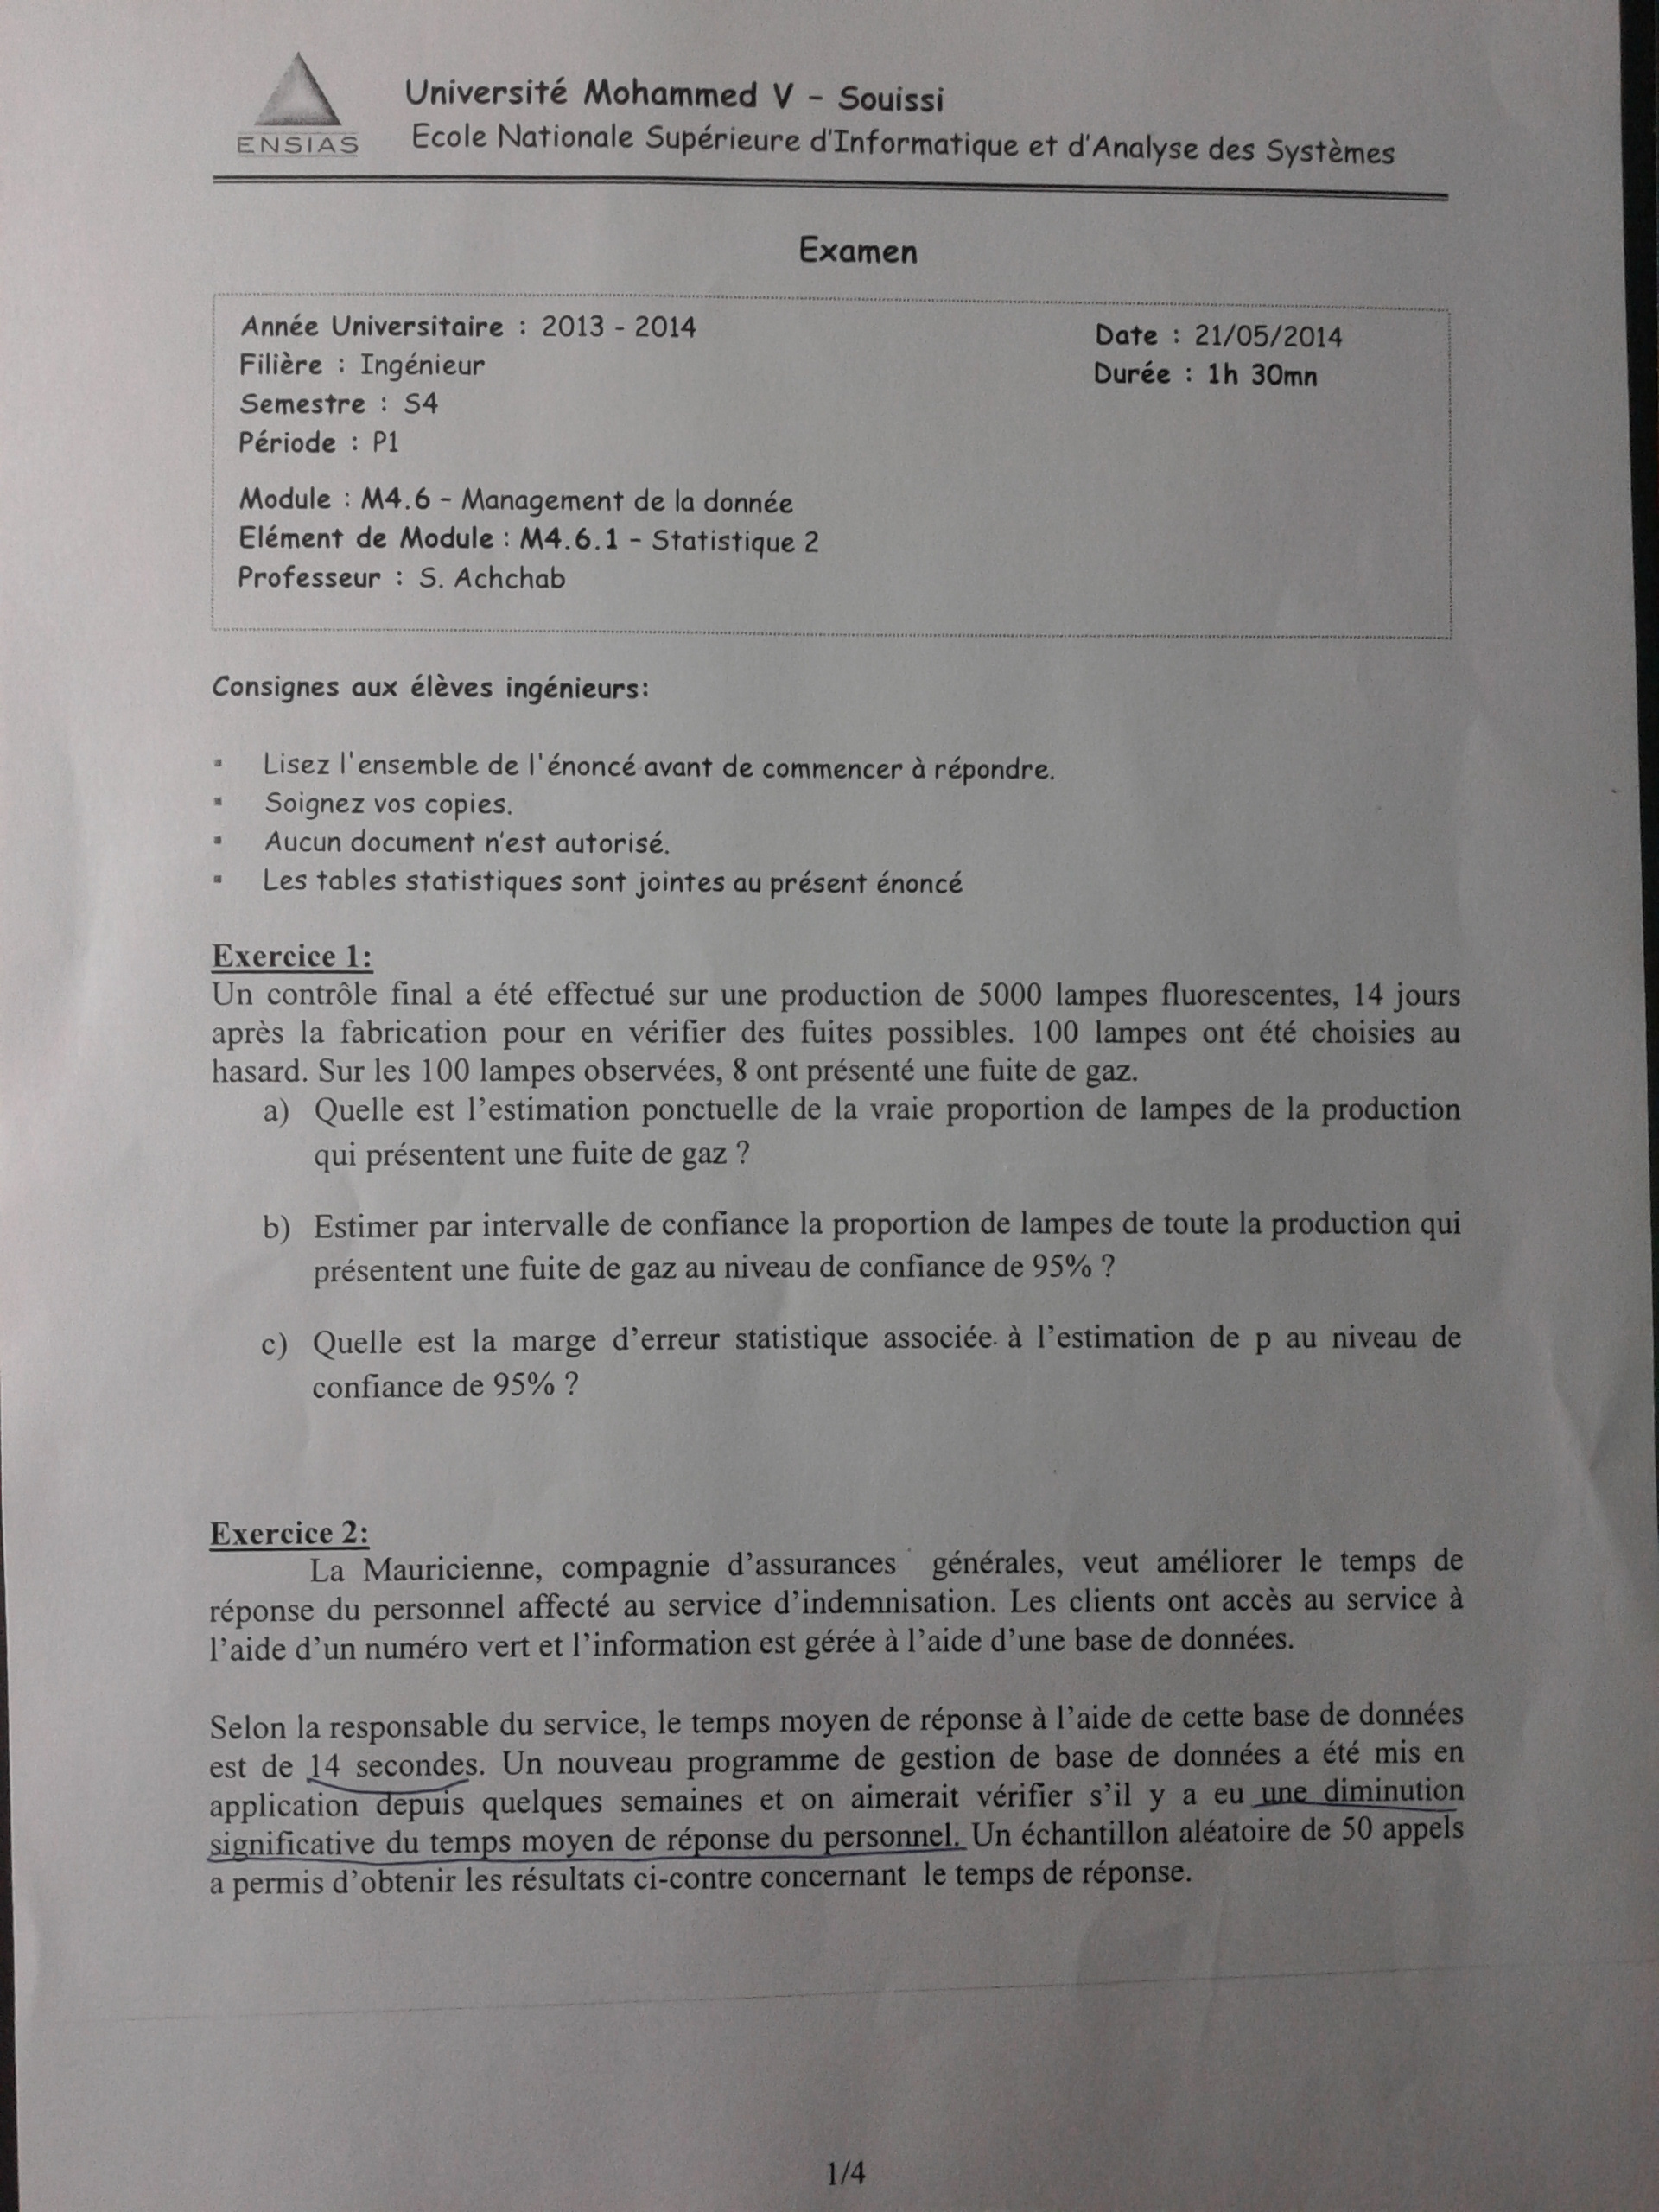 ENSIAS
Université Mohammed V - Souissi
Ecole Nationale Supérieure d'Informatique et d'Analyse des Systèmes
Examen
Année Universitaire : 2013 - 2014
Date : 21/05/2014
Filière : Ingénieur
Durée : 1h 30mn
Semestre : S4
Période : P1
Module : M4.6 - Management de la donnée
Elément de Module : M4.6.1 - Statistique 2
Professeur : S. Achchab
Consignes aux élèves ingénieurs:
▪ Lisez l'ensemble de l'énoncé avant de commencer à répondre.
▪ Soignez vos copies.
▪ Aucun document n'est autorisé.
▪ Les tables statistiques sont jointes au présent énoncé
Exercice 1:
Un contrôle final a été effectué sur une production de 5000 lampes fluorescentes, 14 jours
après la fabrication pour en vérifier des fuites possibles. 100 lampes ont été choisies au
hasard. Sur les 100 lampes observées, 8 ont présenté une fuite de gaz.
a) Quelle est l'estimation ponctuelle de la vraie proportion de lampes de la production
qui présentent une fuite de gaz ?
b) Estimer par intervalle de confiance la proportion de lampes de toute la production qui
présentent une fuite de gaz au niveau de confiance de 95% ?
c) Quelle est la marge d'erreur statistique associée à l'estimation de p au niveau de
confiance de 95% ?
Exercice 2:
La Mauricienne, compagnie d'assurances générales, veut améliorer le temps de
réponse du personnel affecté au service d'indemnisation. Les clients ont accès au service à
l'aide d'un numéro vert et l'information est gérée à l'aide d'une base de données.
Selon la responsable du service, le temps moyen de réponse à l'aide de cette base de données
est de 14 secondes. Un nouveau programme de gestion de base de données a été mis en
application depuis quelques semaines et on aimerait vérifier s'il y a eu une diminution
significative du temps moyen de réponse du personnel. Un échantillon aléatoire de 50 appels
a permis d'obtenir les résultats ci-contre concernant le temps de réponse.
1/4